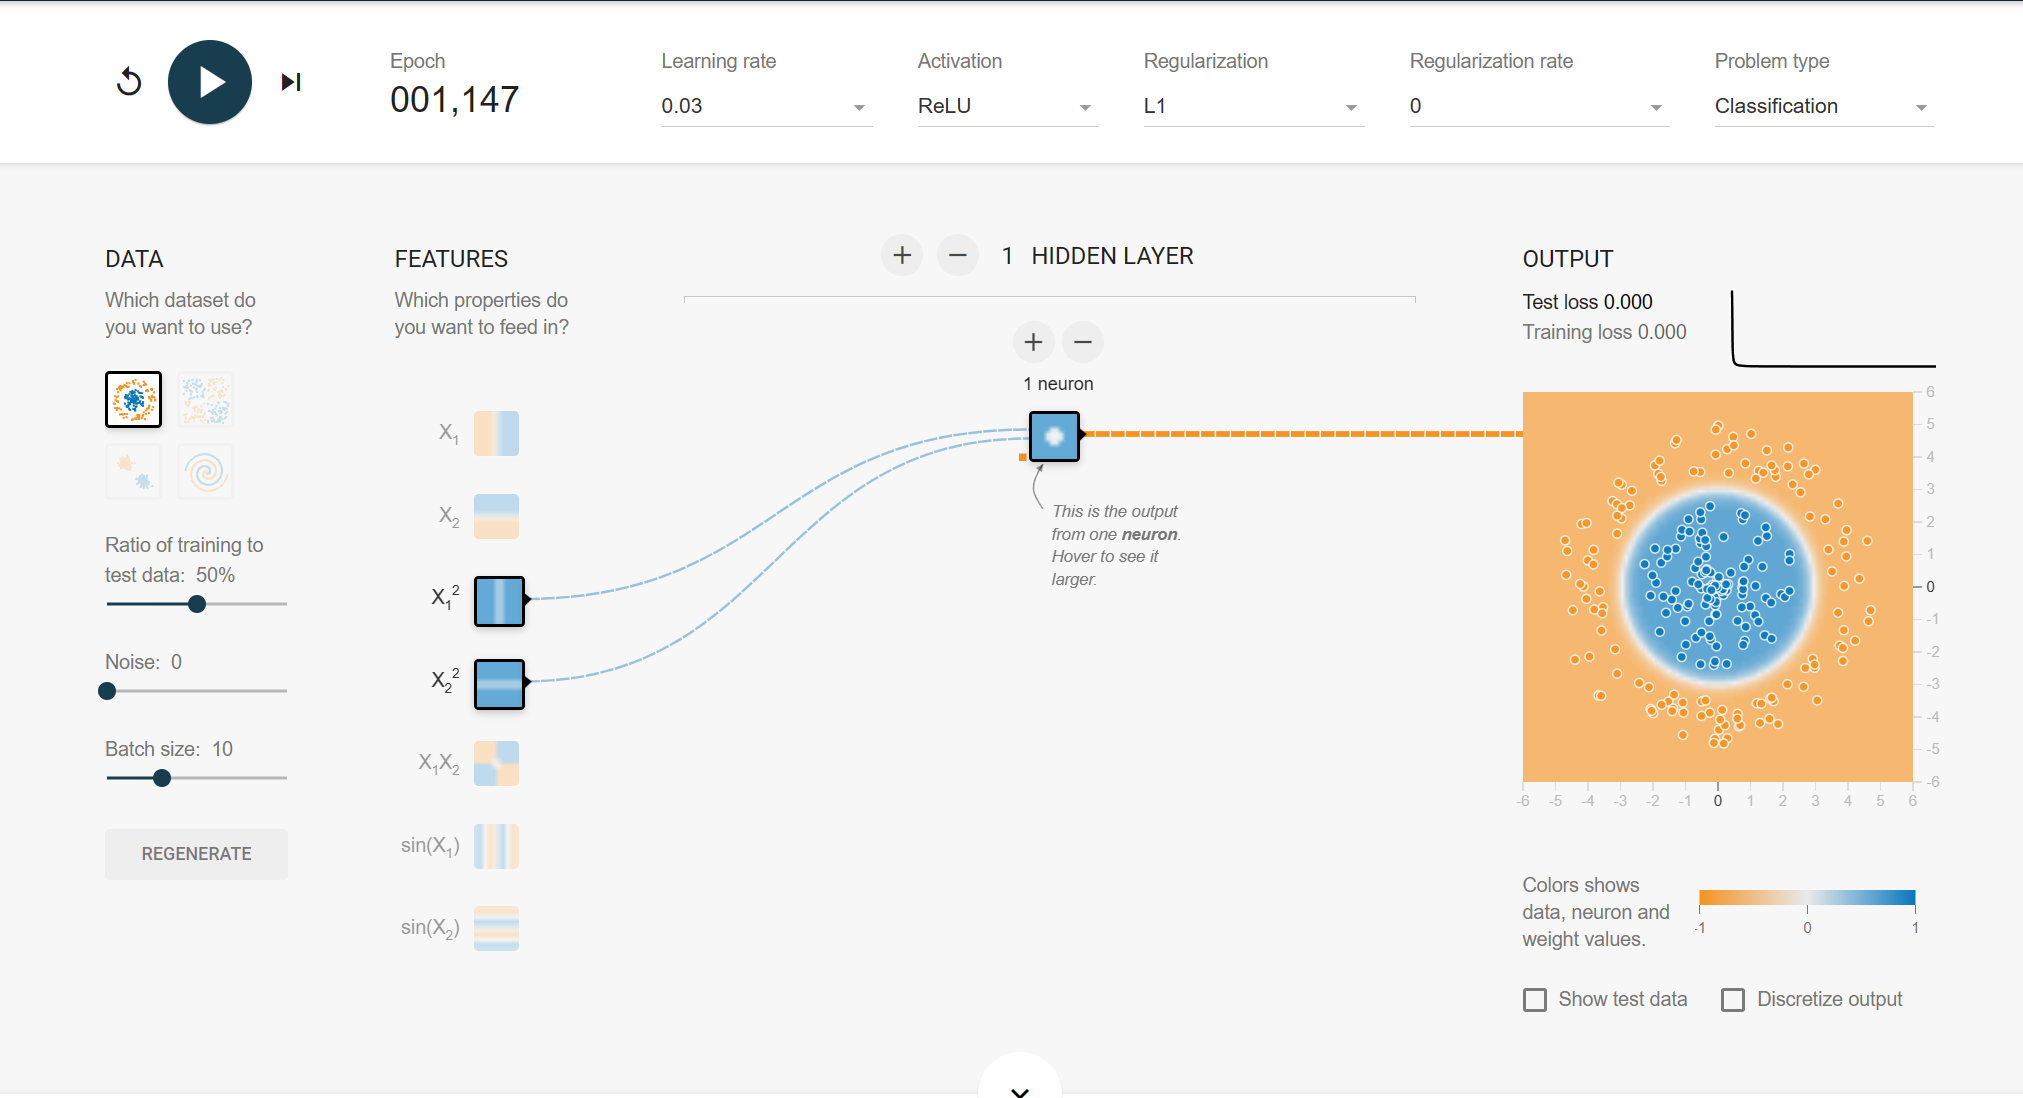 Epoch
001,147
Learning rate
0.03
Activation
ReLU
Regularization
L1
Regularization rate
0
Problem type
Classification
DATA
Which dataset do
you want to use?
Ratio of training to
test data: 50%
Noise: 0
Batch size: 10
REGENERATE
FEATURES
Which properties do
you want to feed in?
X1
X2
X1²
X2²
X1X2
sin(X1)
sin(X2)
1 HIDDEN LAYER
1 neuron
This is the output
from one neuron.
Hover to see it
larger.
OUTPUT
Test loss 0.000
Training loss 0.000
6
5
4
3
2
1
0
-1
-2
-3
-4
-5
-6
-6 -5 -4 -3 -2 -1 0 1 2 3 4 5 6
Colors shows
data, neuron and
weight values.
-1 0 1
Show test data
Discretize output